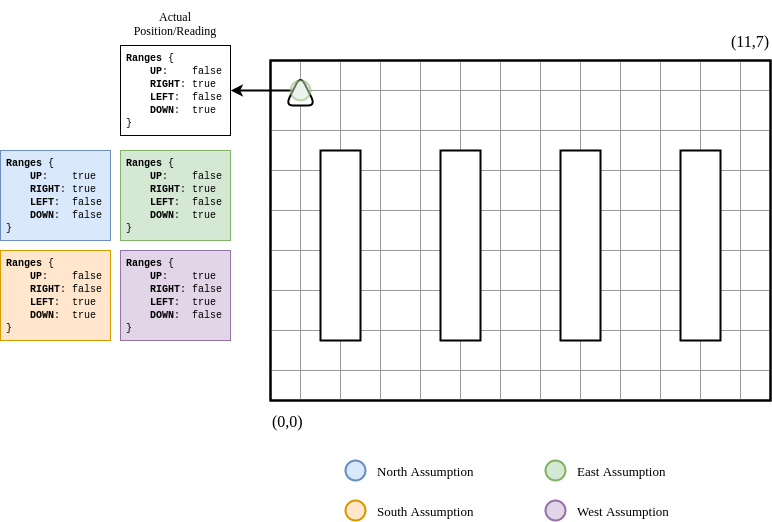 Actual
Position/Reading
(11,7)
Ranges {
UP: false
RIGHT: true
LEFT: false
DOWN: true
}
Ranges {
UP: true
RIGHT: true
LEFT: false
DOWN: false
}
Ranges {
UP: false
RIGHT: true
LEFT: false
DOWN: true
}
Ranges {
UP: false
RIGHT: false
LEFT: true
DOWN: true
}
Ranges {
UP: true
RIGHT: false
LEFT: true
DOWN: false
}
(0,0)
North Assumption
East Assumption
South Assumption
West Assumption